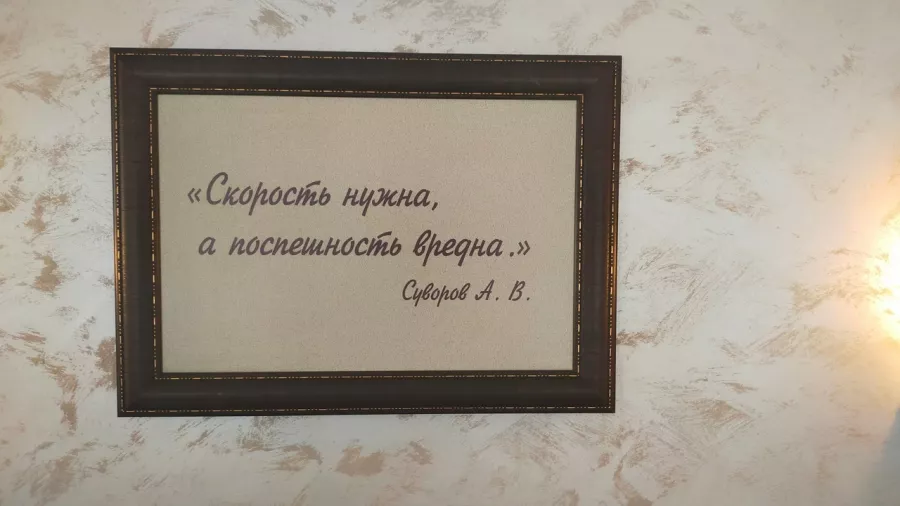 «Скорость нужна,
а поспешность вредна.»
Суворов А. В.